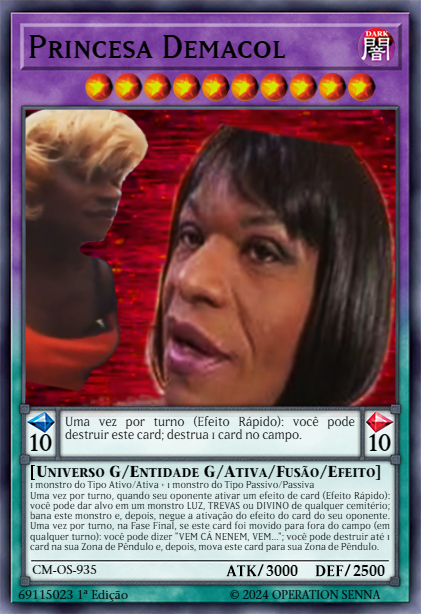 Princesa Demacol
DARK
闇
Uma vez por turno (Efeito Rápido): você pode
destruir este card; destrua 1 card no campo.
10
10
[Universo G/Entidade G/Ativa/Fusão/Efeito]
1 monstro do Tipo Ativo/Ativa + 1 monstro do Tipo Passivo/Passiva
Uma vez por turno, quando seu oponente ativar um efeito de card (Efeito Rápido):
você pode dar alvo em um monstro LUZ, TREVAS ou DIVINO de qualquer cemitério;
bana este monstro e, depois, negue a ativação do efeito do card do seu oponente.
Uma vez por turno, na Fase Final, se este card foi movido para fora do campo (em
qualquer turno): você pode dizer "VEM CÁ NENEM, VEM..."; você pode destruir até 1
card na sua Zona de Pêndulo e, depois, mova este card para sua Zona de Pêndulo.
CM-OS-935
ATK/3000 DEF/2500
69115023 1ª Edição
© 2024 OPERATION SENNA